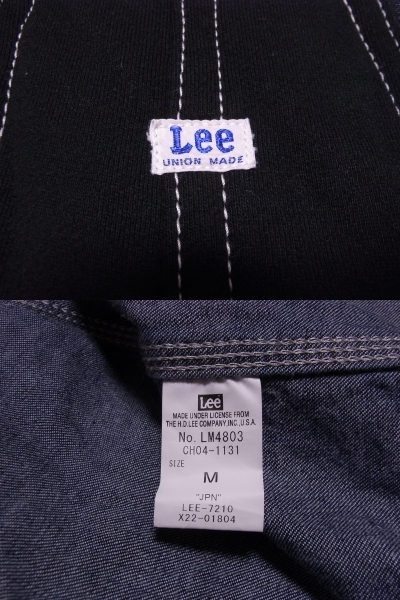 Lee
UNION MADE
Lee
MADE UNDER LICENSE FROM
THE H.D.LEE COMPANY,INC.,U.S.A.
No. LM4803
CH04-1131
SIZE
M
"JPN"
LEE-7210
X22-01804